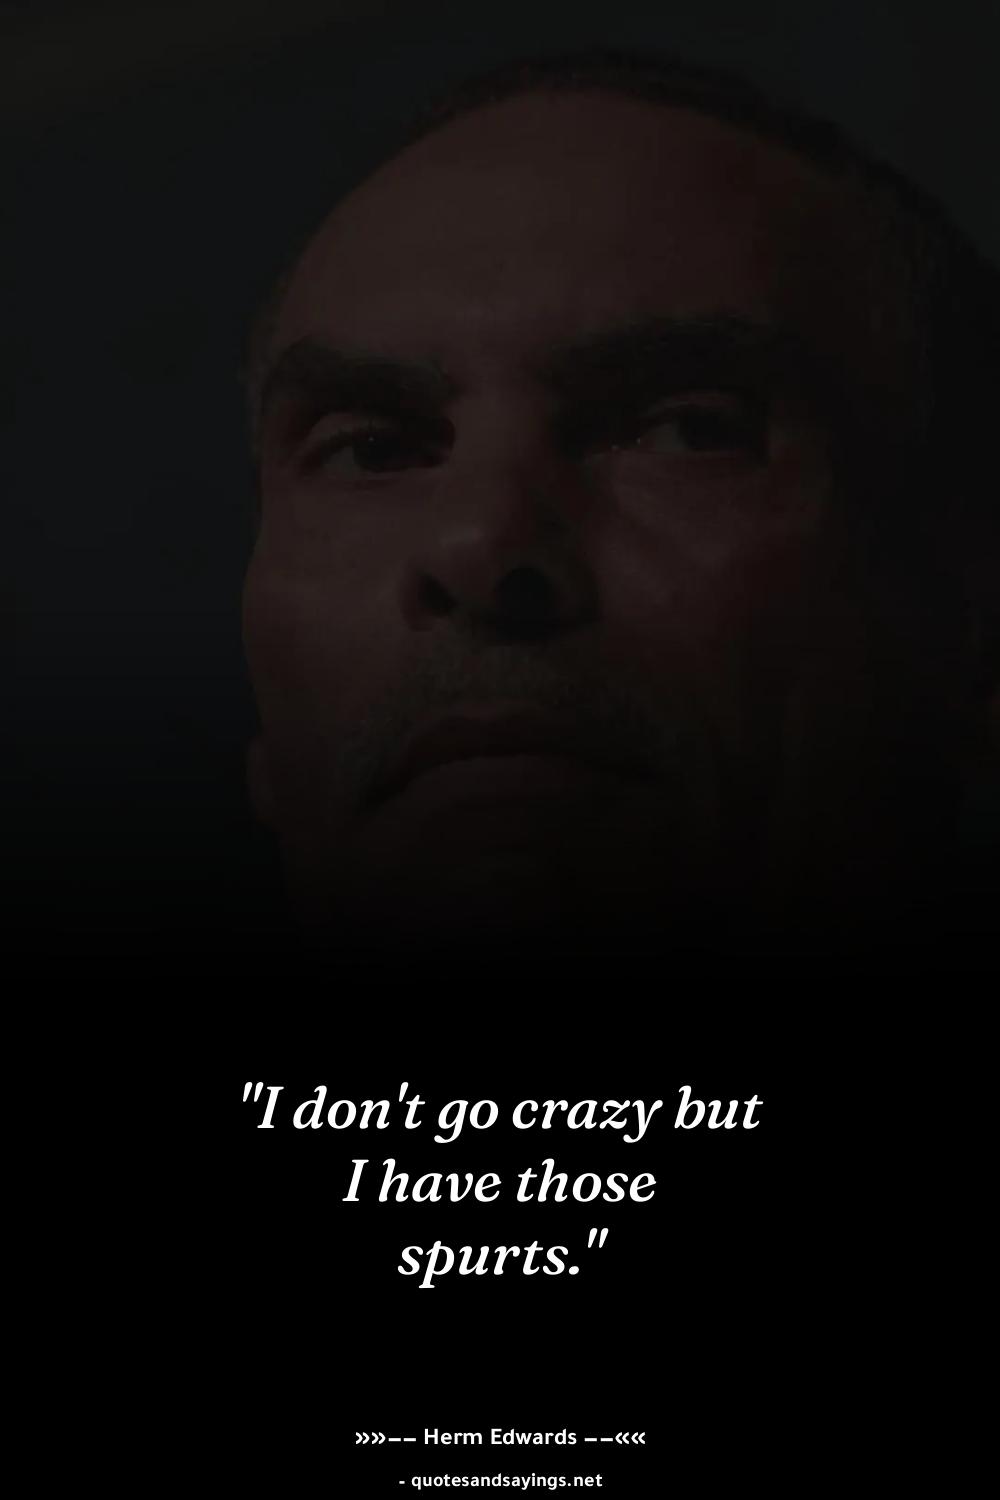 "I don't go crazy but
I have those
spurts."
»»−− Herm Edwards −−««
- quotesandsayings.net